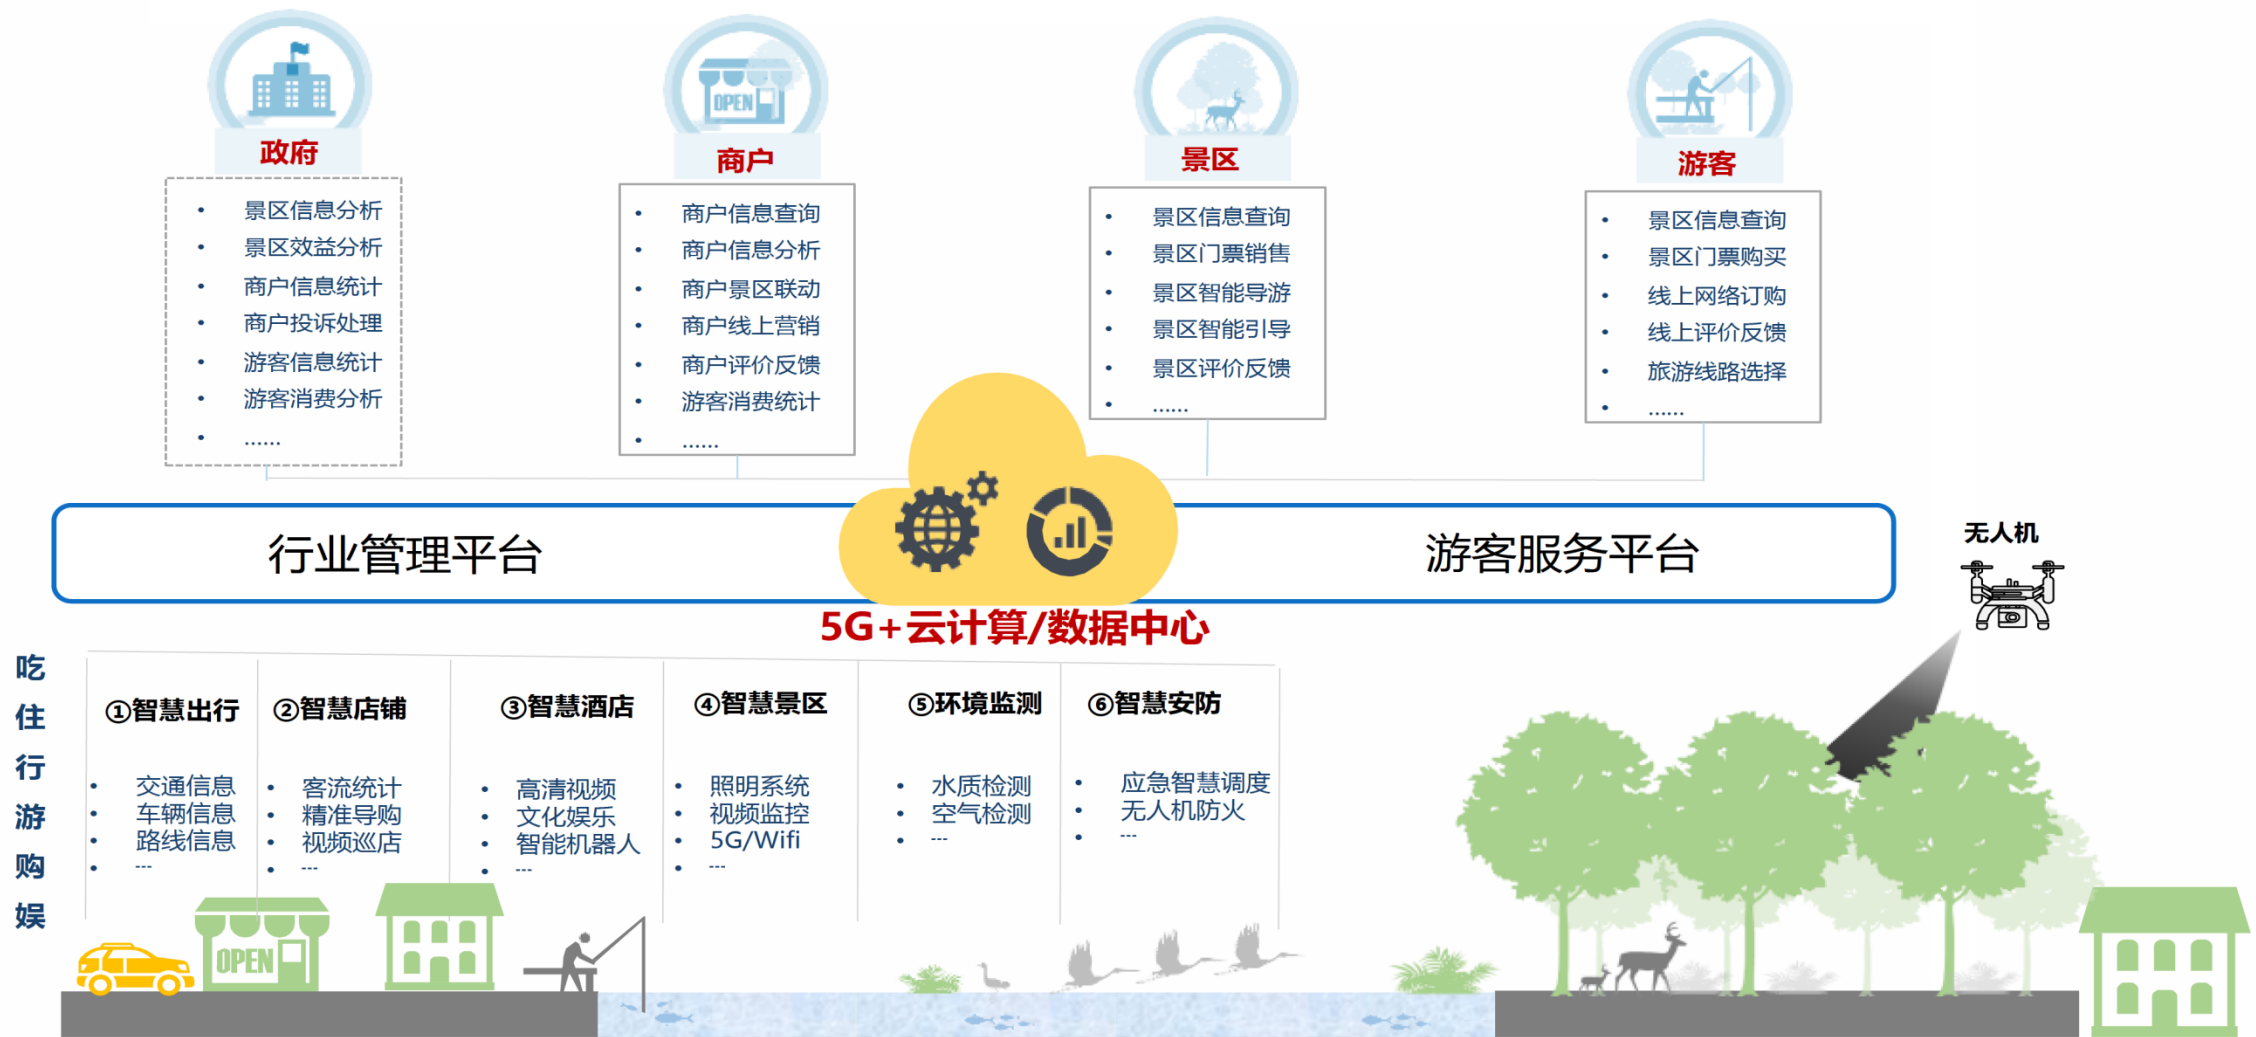 政府
• 景区信息分析
• 景区效益分析
• 商户信息统计
• 商户投诉处理
• 游客信息统计
• 游客消费分析
• ......
OPEN
商户
• 商户信息查询
• 商户信息分析
• 商户景区联动
• 商户线上营销
• 商户评价反馈
• 游客消费统计
• ......
景区
• 景区信息查询
• 景区门票销售
• 景区智能导游
• 景区智能引导
• 景区评价反馈
• ......
游客
• 景区信息查询
• 景区门票购买
• 线上网络订购
• 线上评价反馈
• 旅游线路选择
• ......
行业管理平台
游客服务平台
无人机
5G+云计算/数据中心
吃
住
行
游
购
娱
①智慧出行
• 交通信息
• 车辆信息
• 路线信息
• ---
②智慧店铺
• 客流统计
• 精准导购
• 视频巡店
• ---
③智慧酒店
• 高清视频
• 文化娱乐
• 智能机器人
• ---
④智慧景区
• 照明系统
• 视频监控
• 5G/Wifi
• ---
⑤环境监测
• 水质检测
• 空气检测
• ---
⑥智慧安防
• 应急智慧调度
• 无人机防火
• ---
OPEN